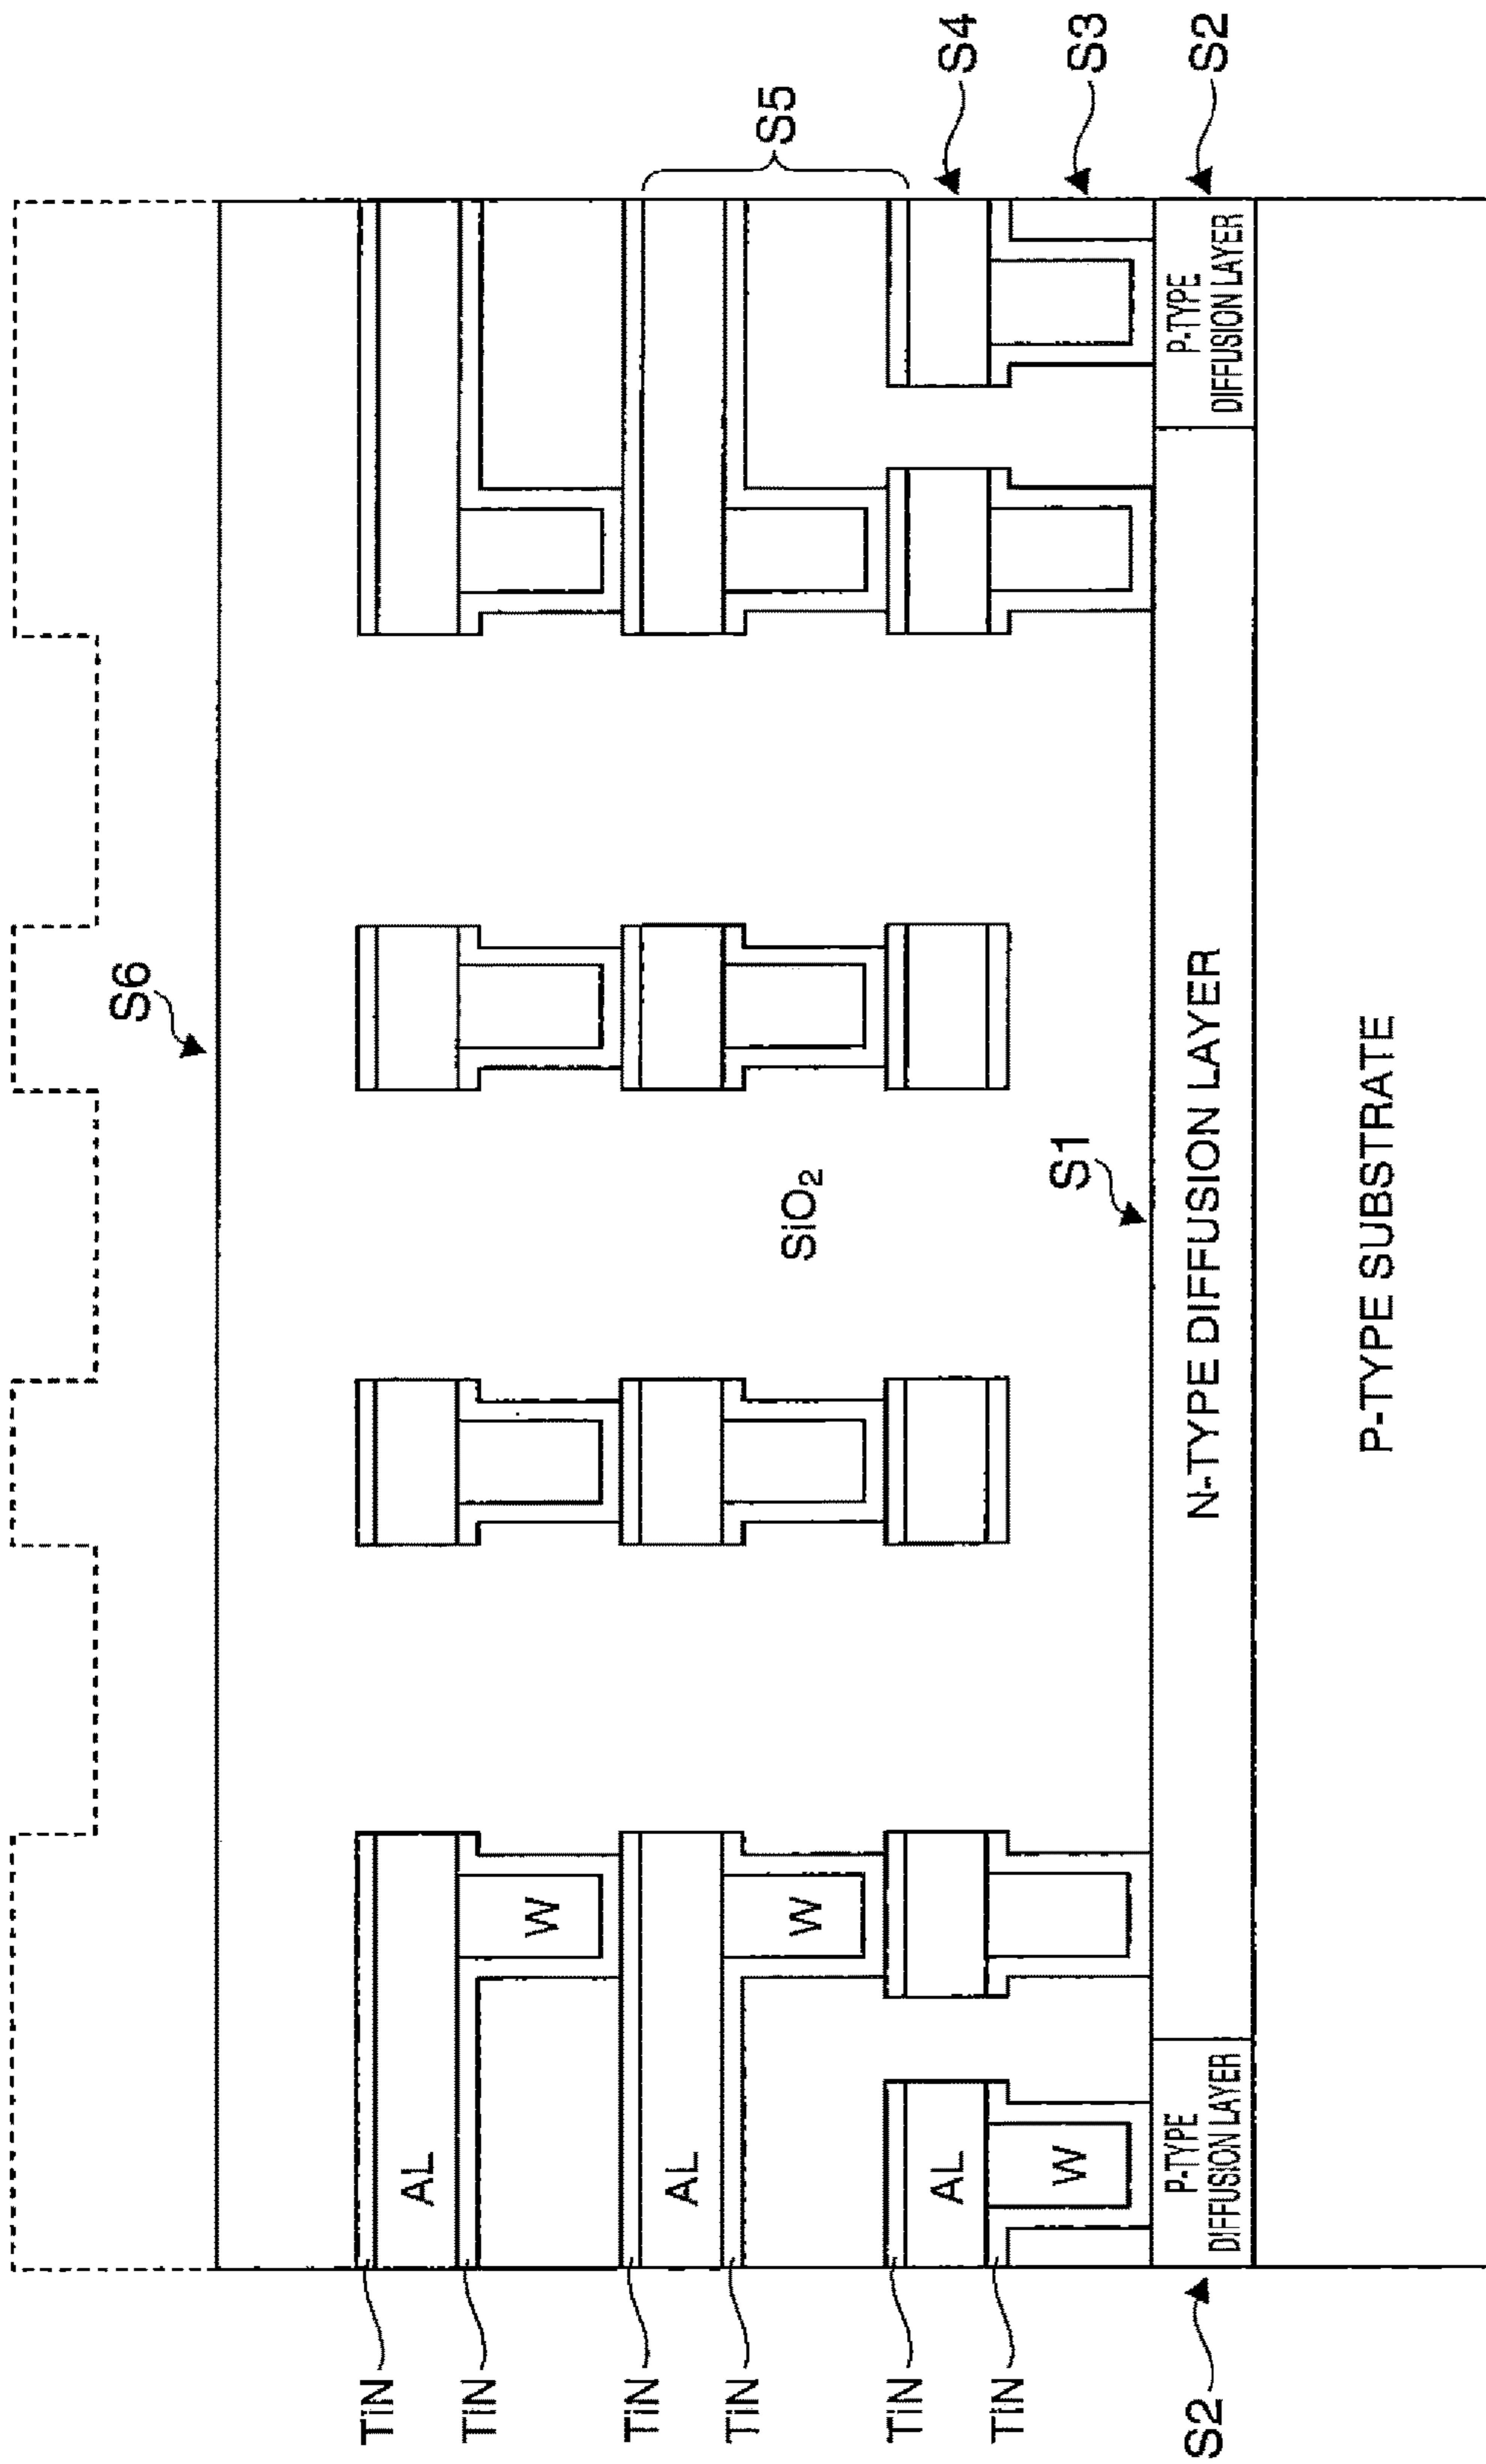 S6
TiN
AL
TiN
W
TiN
AL
TiN
S5
W
SiO₂
TiN
AL
S4
TiN
W
S1
S3
S2
P-TYPE
DIFFUSION LAYER
N-TYPE DIFFUSION LAYER
P-TYPE
DIFFUSION LAYER
S2
P-TYPE SUBSTRATE